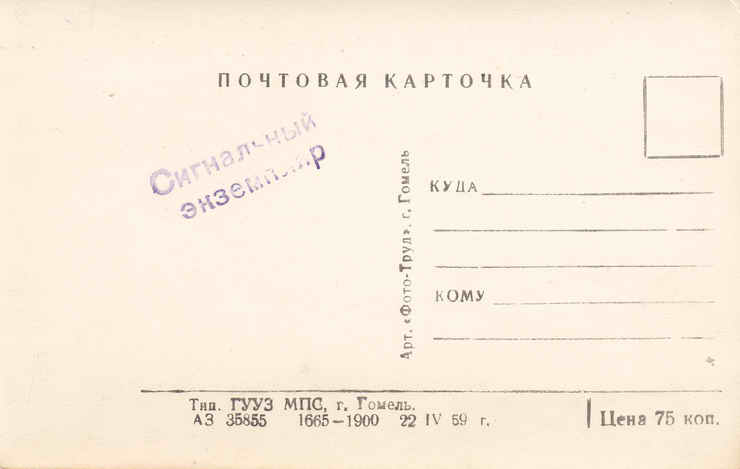 ПОЧТОВАЯ КАРТОЧКА
Сигнальный
экземпляр
Арт. «Фото-Труд», г. Гомель
КУДА
КОМУ
Тип. ГУУЗ МПС, г. Гомель.
АЗ 35855 1665—1900 22 IV 59 г.
Цена 75 коп.